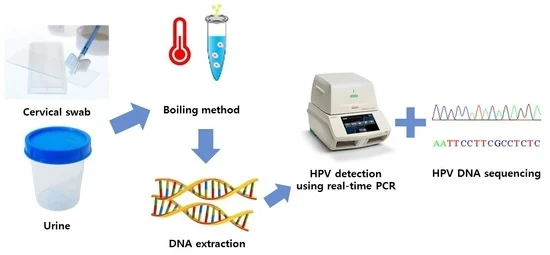 Cervical swab
Urine
Boiling method
DNA extraction
HPV detection
using real-time PCR
AATTCCTTCGCCTCTC
HPV DNA sequencing